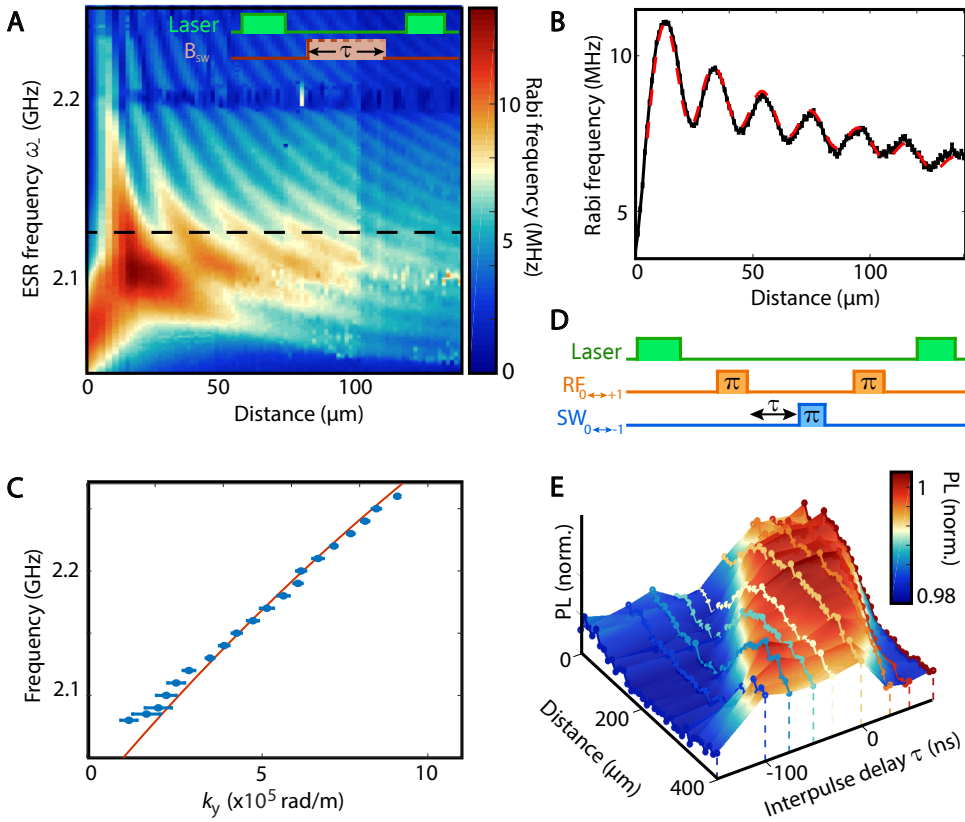 A
Laser
B_SW
τ
ESR frequency ω_
2.2
2.1
0
50
100
Distance (µm)
10
5
0
Rabi frequency (MHz)
B
Rabi frequency (MHz)
10
5
0
50
100
Distance (µm)
C
Frequency (GHz)
2.2
2.1
0
5
10
k_y (x10⁵ rad/m)
D
Laser
RF_0↔+1
π
π
τ
SW_0↔-1
π
E
PL (norm.)
1
0.98
PL (norm.)
0
200
400
Distance (µm)
-100
0
Interpulse delay τ (ns)